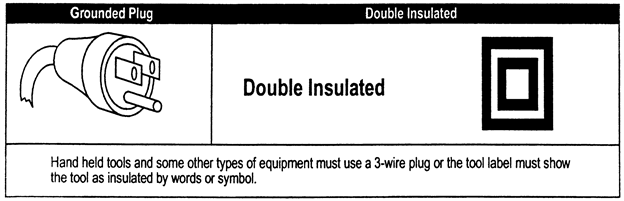 Grounded Plug
Double Insulated
Double Insulated
Hand held tools and some other types of equipment must use a 3-wire plug or the tool label must show
the tool as insulated by words or symbol.